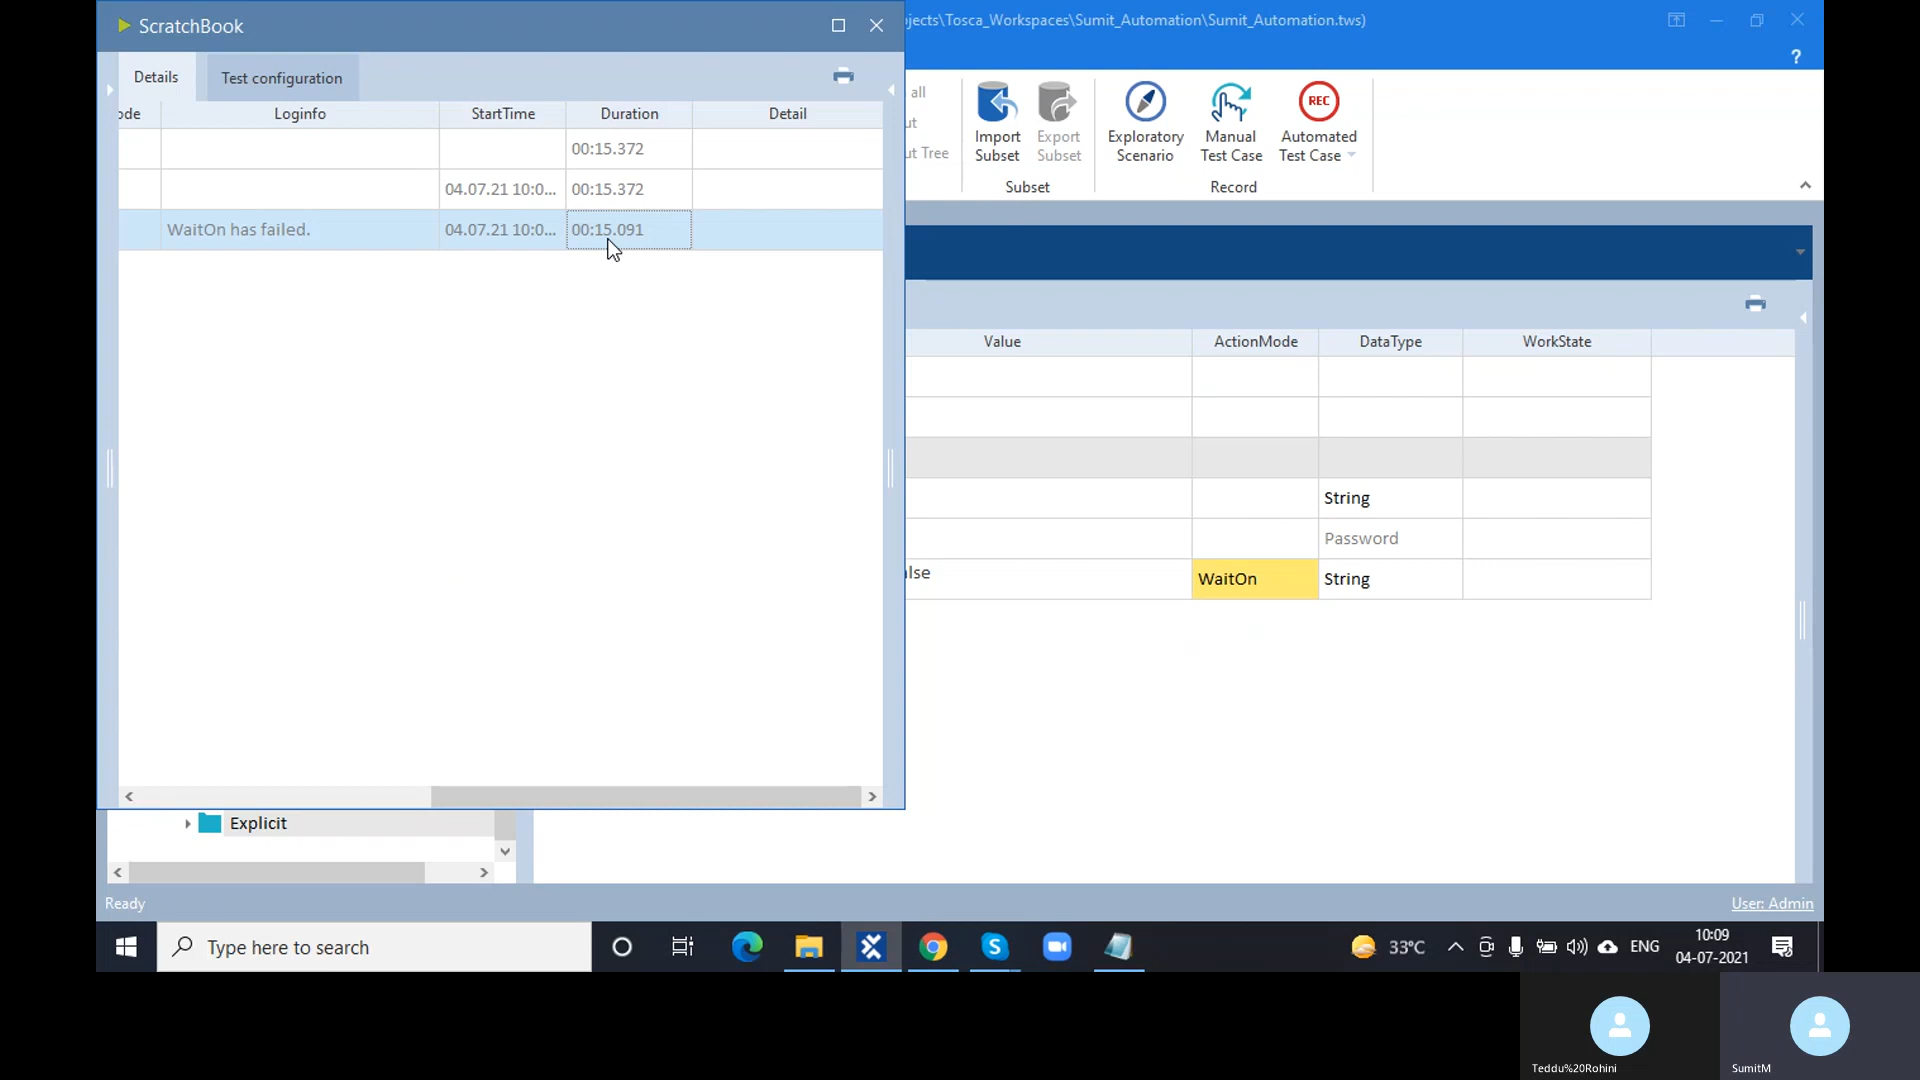 ScratchBook
jects\Tosca_Workspaces\Sumit_Automation\Sumit_Automation.tws)
?
Details
Test configuration
ode
Loginfo
StartTime
Duration
Detail
00:15.372
04.07.21 10:0...
00:15.372
WaitOn has failed.
04.07.21 10:0...
00:15.091
all
ut
ut Tree
Import
Subset
Export
Subset
Subset
Exploratory
Scenario
Manual
Test Case
REC
Automated
Test Case
Record
Value
ActionMode
DataType
WorkState
String
Password
alse
WaitOn
String
Explicit
Ready
User: Admin
Type here to search
33°C
ENG
10:09
04-07-2021
Teddu%20Rohini
SumitM